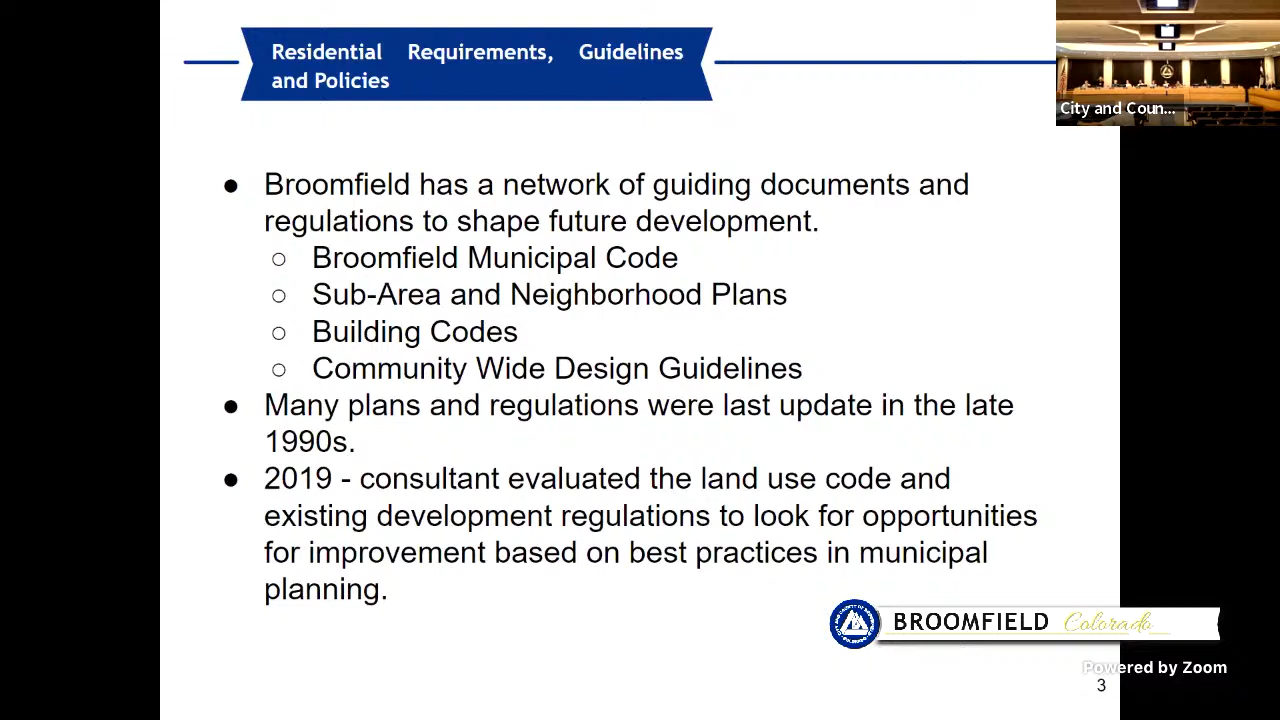 Residential Requirements, Guidelines
and Policies
City and Coun...
● Broomfield has a network of guiding documents and
regulations to shape future development.
○ Broomfield Municipal Code
○ Sub-Area and Neighborhood Plans
○ Building Codes
○ Community Wide Design Guidelines
● Many plans and regulations were last update in the late
1990s.
● 2019 - consultant evaluated the land use code and
existing development regulations to look for opportunities
for improvement based on best practices in municipal
planning.
BROOMFIELD Colorado
Powered by Zoom
3